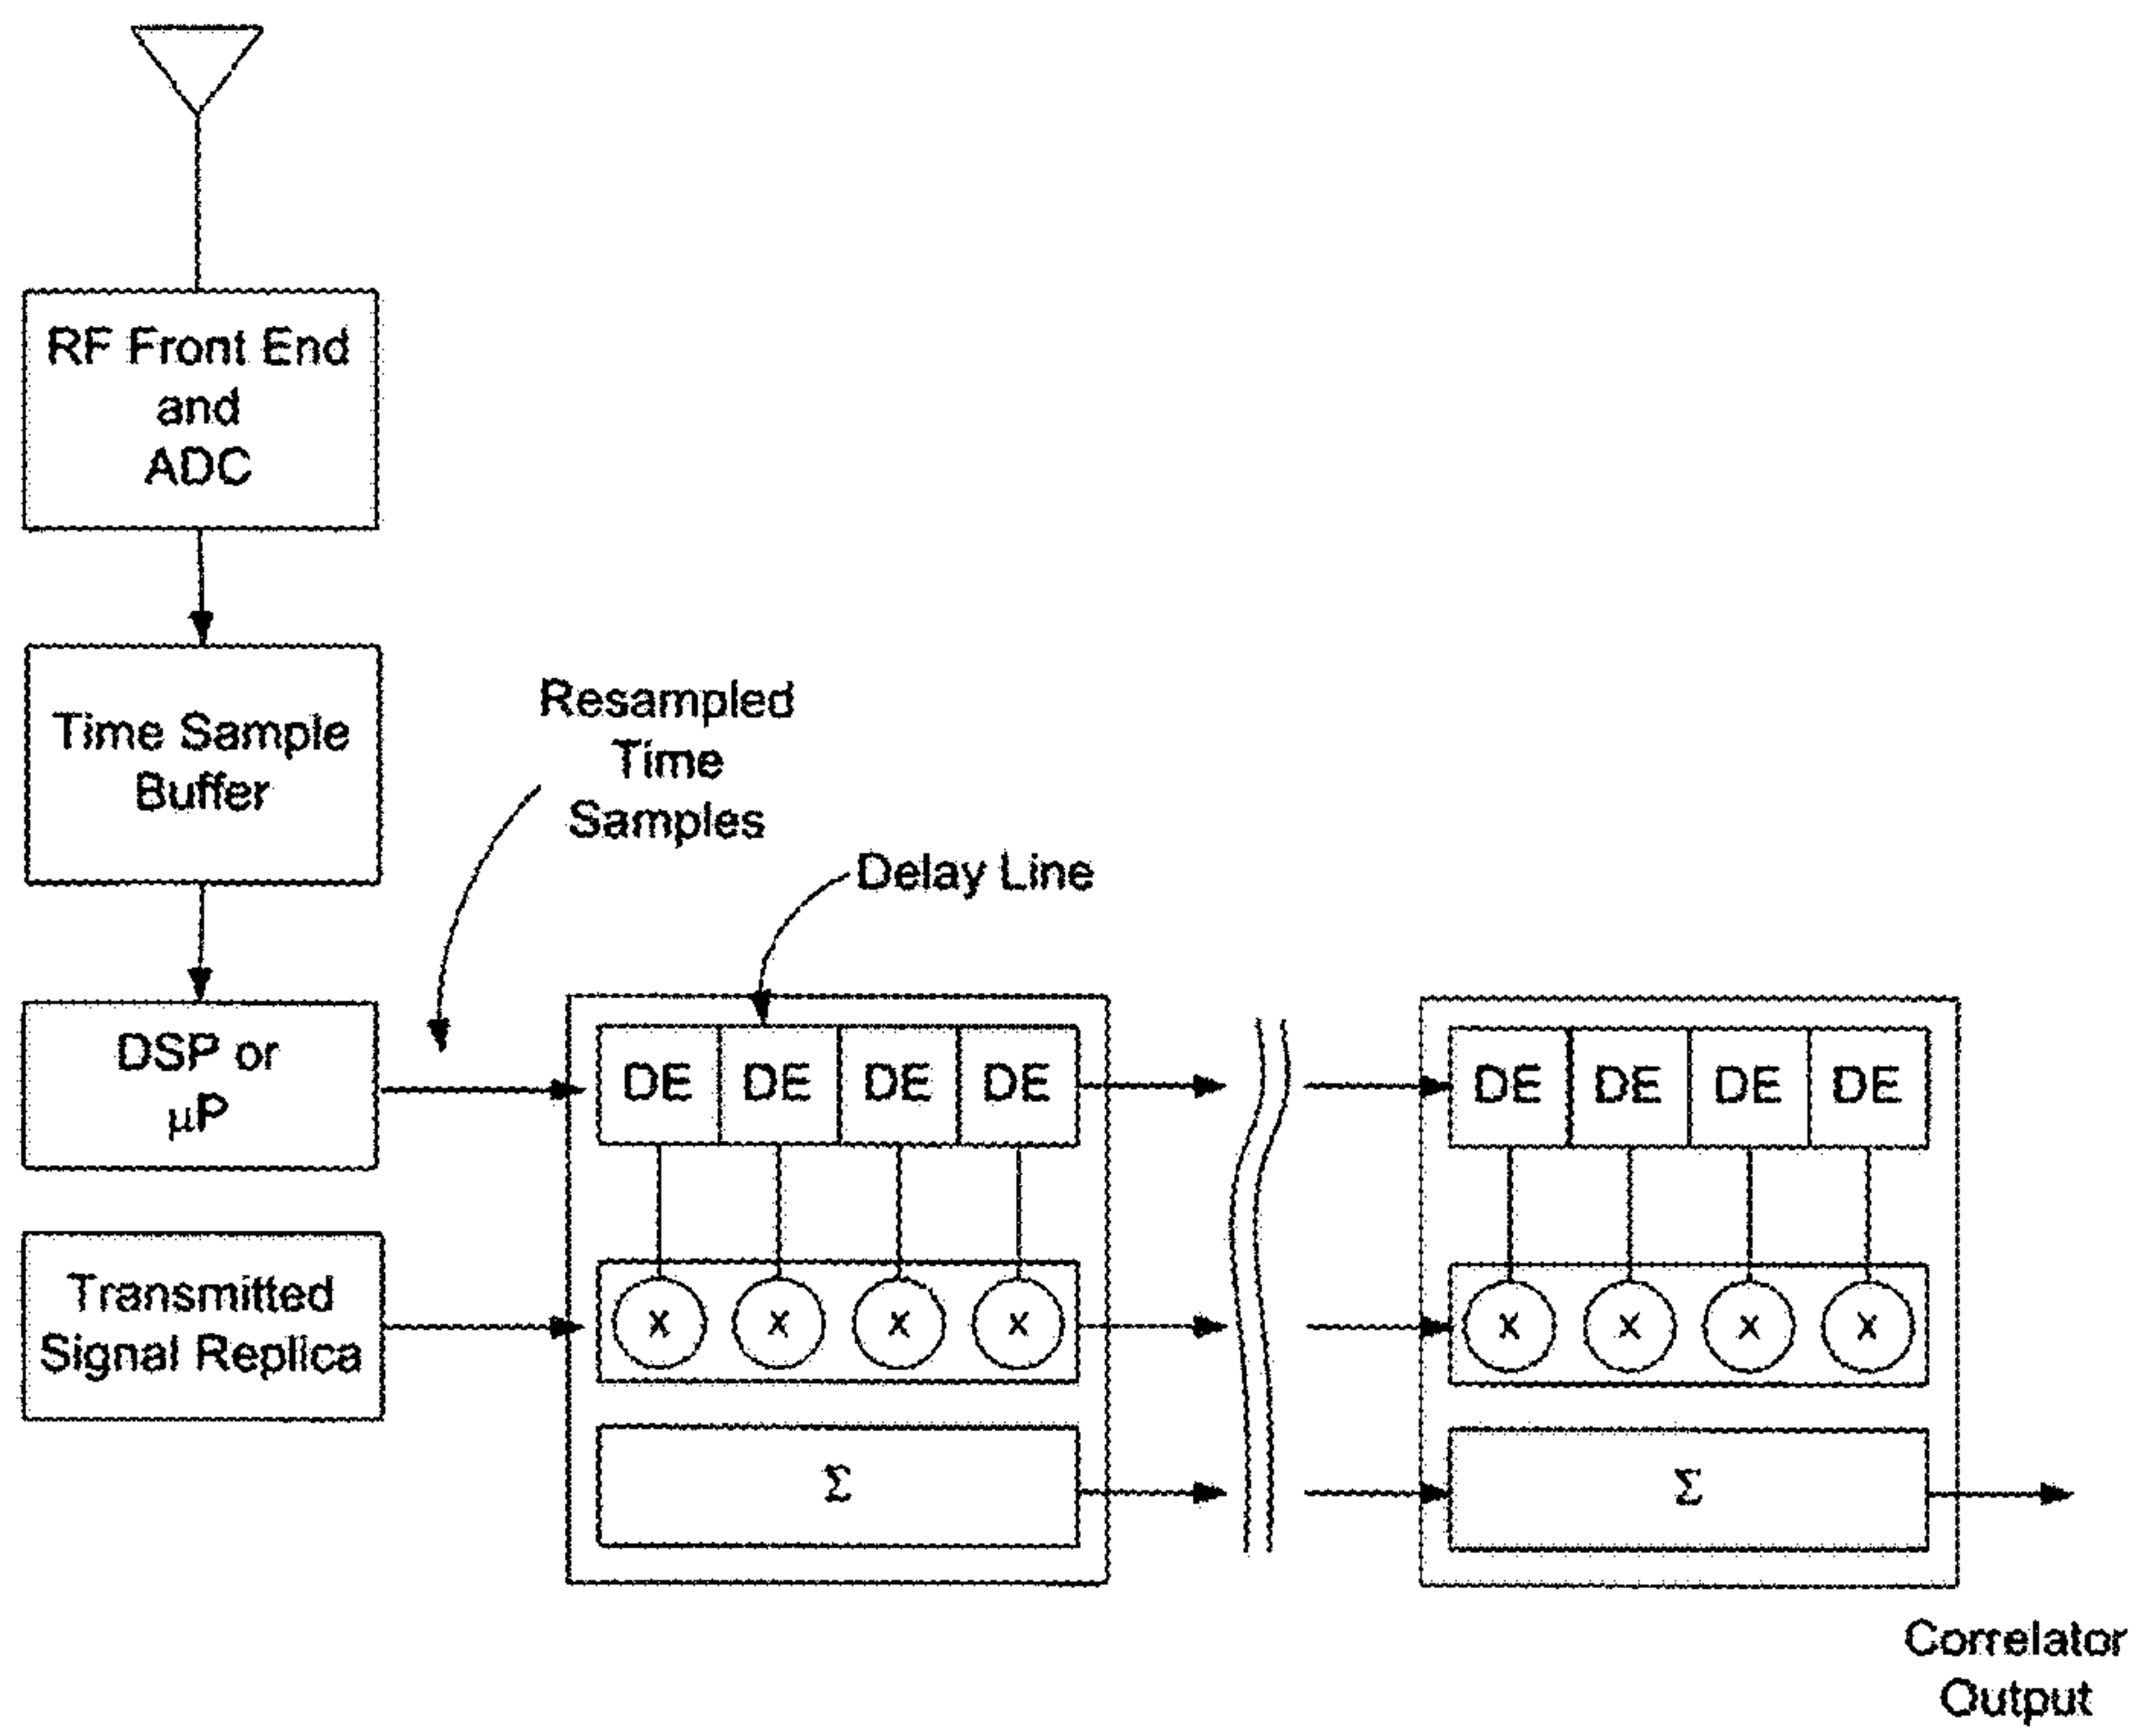 RF Front End
and
ADC
Time Sample
Buffer
Resampled
Time
Samples
Delay Line
DSP or
µP
DE DE DE DE
DE DE DE DE
Transmitted
Signal Replica
x x x x
x x x x
Σ
Σ
Correlator
Output